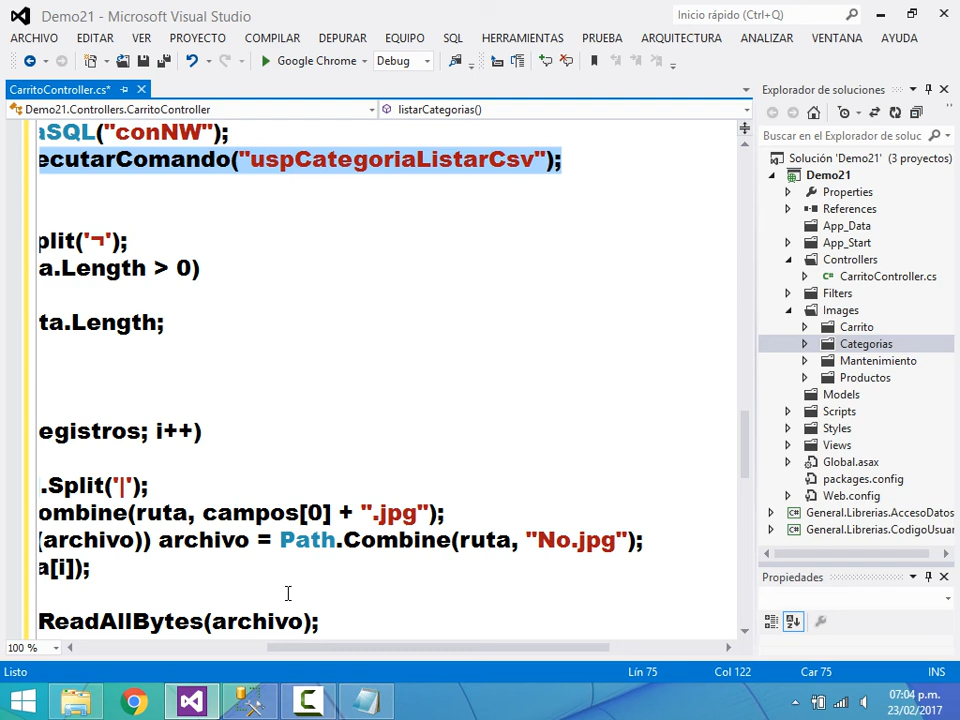 Demo21 - Microsoft Visual Studio
Inicio rápido (Ctrl+Q)
ARCHIVO EDITAR VER PROYECTO COMPILAR DEPURAR EQUIPO SQL HERRAMIENTAS PRUEBA ARQUITECTURA ANALIZAR VENTANA AYUDA
Google Chrome Debug
CarritoController.cs*
Explorador de soluciones
Demo21.Controllers.CarritoController listarCategorias()
aSQL("conNW");
ecutarComando("uspCategoriaListarCsv");
plit('¬');
a.Length > 0)
ta.Length;
egistros; i++)
.Split('|');
ombine(ruta, campos[0] + ".jpg");
(archivo)) archivo = Path.Combine(ruta, "No.jpg");
a[i]);
ReadAllBytes(archivo);
100 %
Buscar en el Explorador de soluc
Solución 'Demo21' (3 proyectos)
Demo21
Properties
References
App_Data
App_Start
Controllers
C# CarritoController.cs
Filters
Images
Carrito
Categorias
Mantenimiento
Productos
Models
Scripts
Styles
Views
Global.asax
packages.config
Web.config
C# General.Librerias.AccesoDatos
C# General.Librerias.CodigoUsuar
Propiedades
Listo Lín 75 Col 122 Car 75 INS
07:04 p.m.
23/02/2017